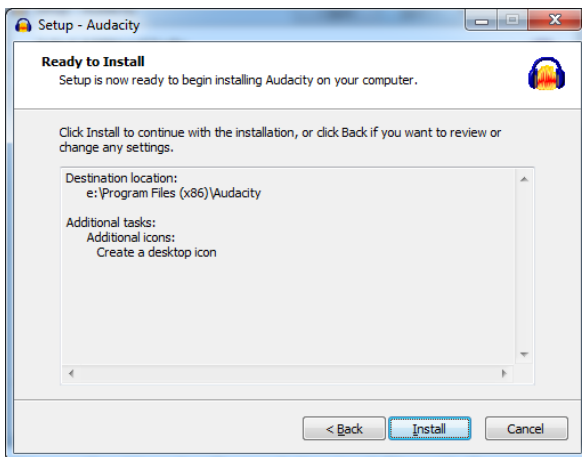 Setup - Audacity
Ready to Install
Setup is now ready to begin installing Audacity on your computer.
Click Install to continue with the installation, or click Back if you want to review or
change any settings.
Destination location:
e:\Program Files (x86)\Audacity
Additional tasks:
Additional icons:
Create a desktop icon
< Back
Install
Cancel